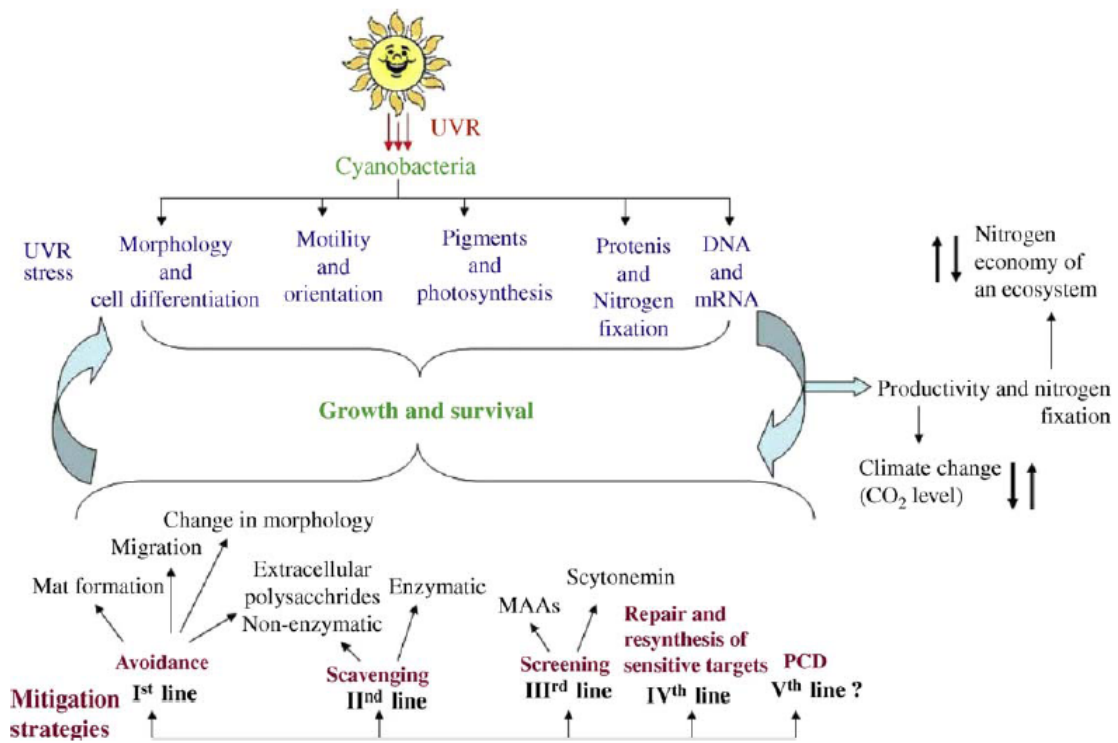 UVR
Cyanobacteria
UVR
stress
Morphology
and
cell differentiation
Motility
and
orientation
Pigments
and
photosynthesis
Protenis
and
Nitrogen
fixation
DNA
and
mRNA
Nitrogen
economy of
an ecosystem
Productivity and nitrogen
fixation
Climate change
(CO₂ level)
Growth and survival
Change in morphology
Migration
Mat formation
Extracellular
polysacchrides
Non-enzymatic
Enzymatic
MAAs
Scytonemin
Repair and
resynthesis of
sensitive targets
Avoidance
Iˢᵗ line
Scavenging
IIⁿᵈ line
Screening
IIIʳᵈ line
IVᵗʰ line
PCD
Vᵗʰ line ?
Mitigation
strategies